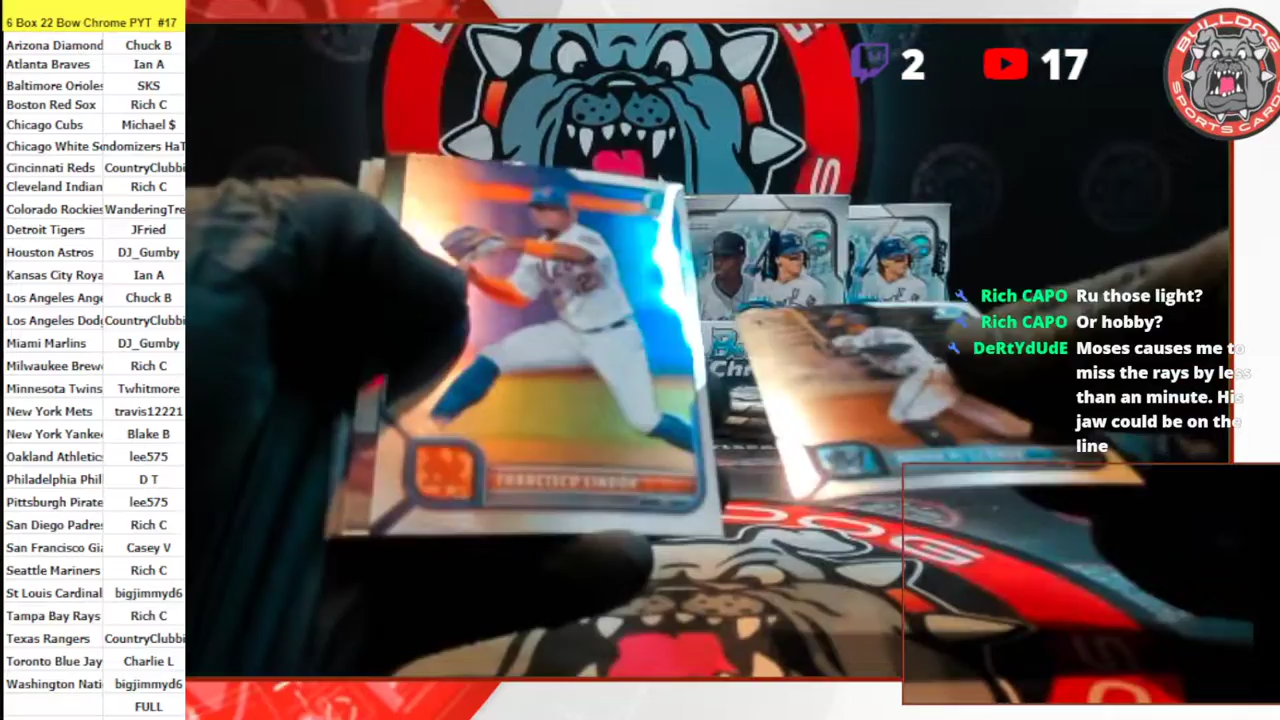 6 Box 22 Bow Chrome PYT #17
Arizona Diamond Chuck B
Atlanta Braves Ian A
Baltimore Orioles SKS
Boston Red Sox Rich C
Chicago Cubs Michael $
Chicago White S ndomizers HaT
Cincinnati Reds CountryClubbi
Cleveland Indian Rich C
Colorado Rockies WanderingTre
Detroit Tigers JFried
Houston Astros DJ_Gumby
Kansas City Roya Ian A
Los Angeles Ange Chuck B
Los Angeles Dodg CountryClubbi
Miami Marlins DJ_Gumby
Milwaukee Brew Rich C
Minnesota Twins Twhitmore
New York Mets travis12221
New York Yankee Blake B
Oakland Athletic lee575
Philadelphia Phil D T
Pittsburgh Pirate lee575
San Diego Padre Rich C
San Francisco Gi Casey V
Seattle Mariners Rich C
St Louis Cardinal bigjimmyd6
Tampa Bay Rays Rich C
Texas Rangers CountryClubbi
Toronto Blue Jay Charlie L
Washington Nati bigjimmyd6
FULL
2
17
BULLDOG
SPORTS CARDS
Rich CAPO Ru those light?
Rich CAPO Or hobby?
DeRtYdUdE Moses causes me to
miss the rays by less
than an minute. His
jaw could be on the
line
FRANCISCO LINDOR